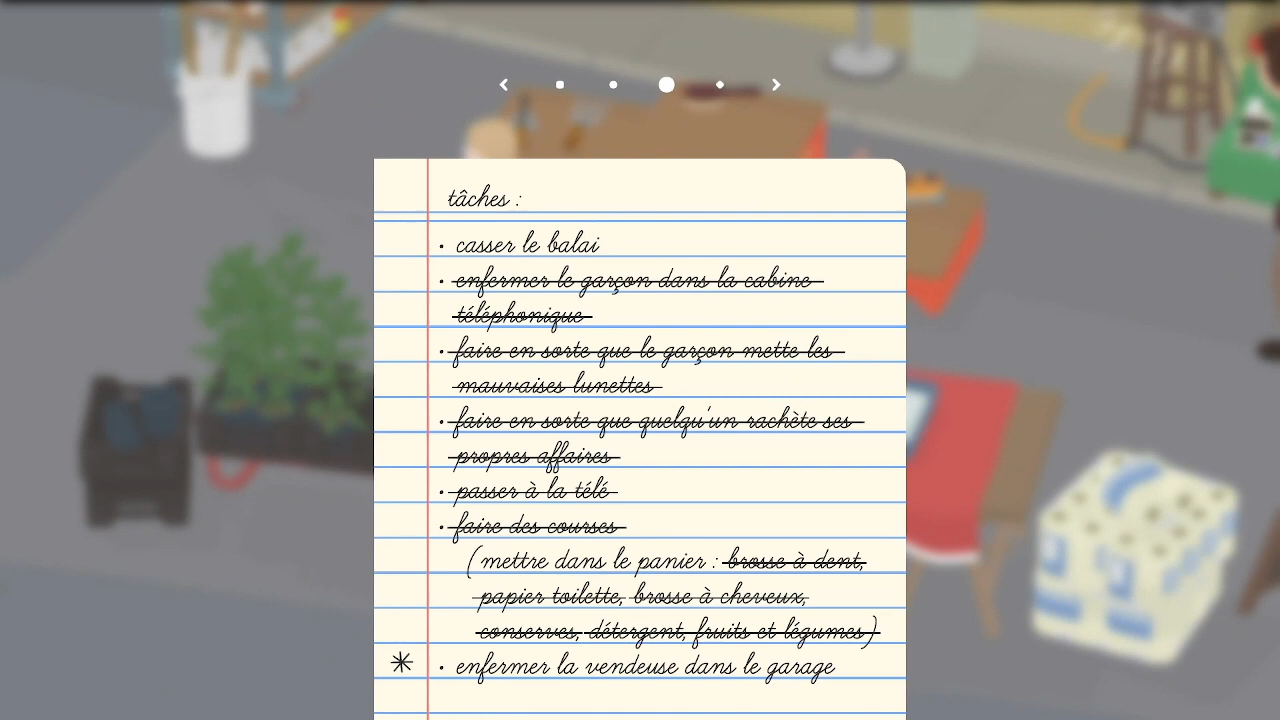 tâches :
• casser le balai
• enfermer le garçon dans la cabine
téléphonique
• faire en sorte que le garçon mette les
mauvaises lunettes
• faire en sorte que quelqu'un rachète ses
propres affaires
• passer à la télé
• faire des courses
(mettre dans le panier : brosse à dent,
papier toilette, brosse à cheveux,
conserves, détergent, fruits et légumes)
• enfermer la vendeuse dans le garage